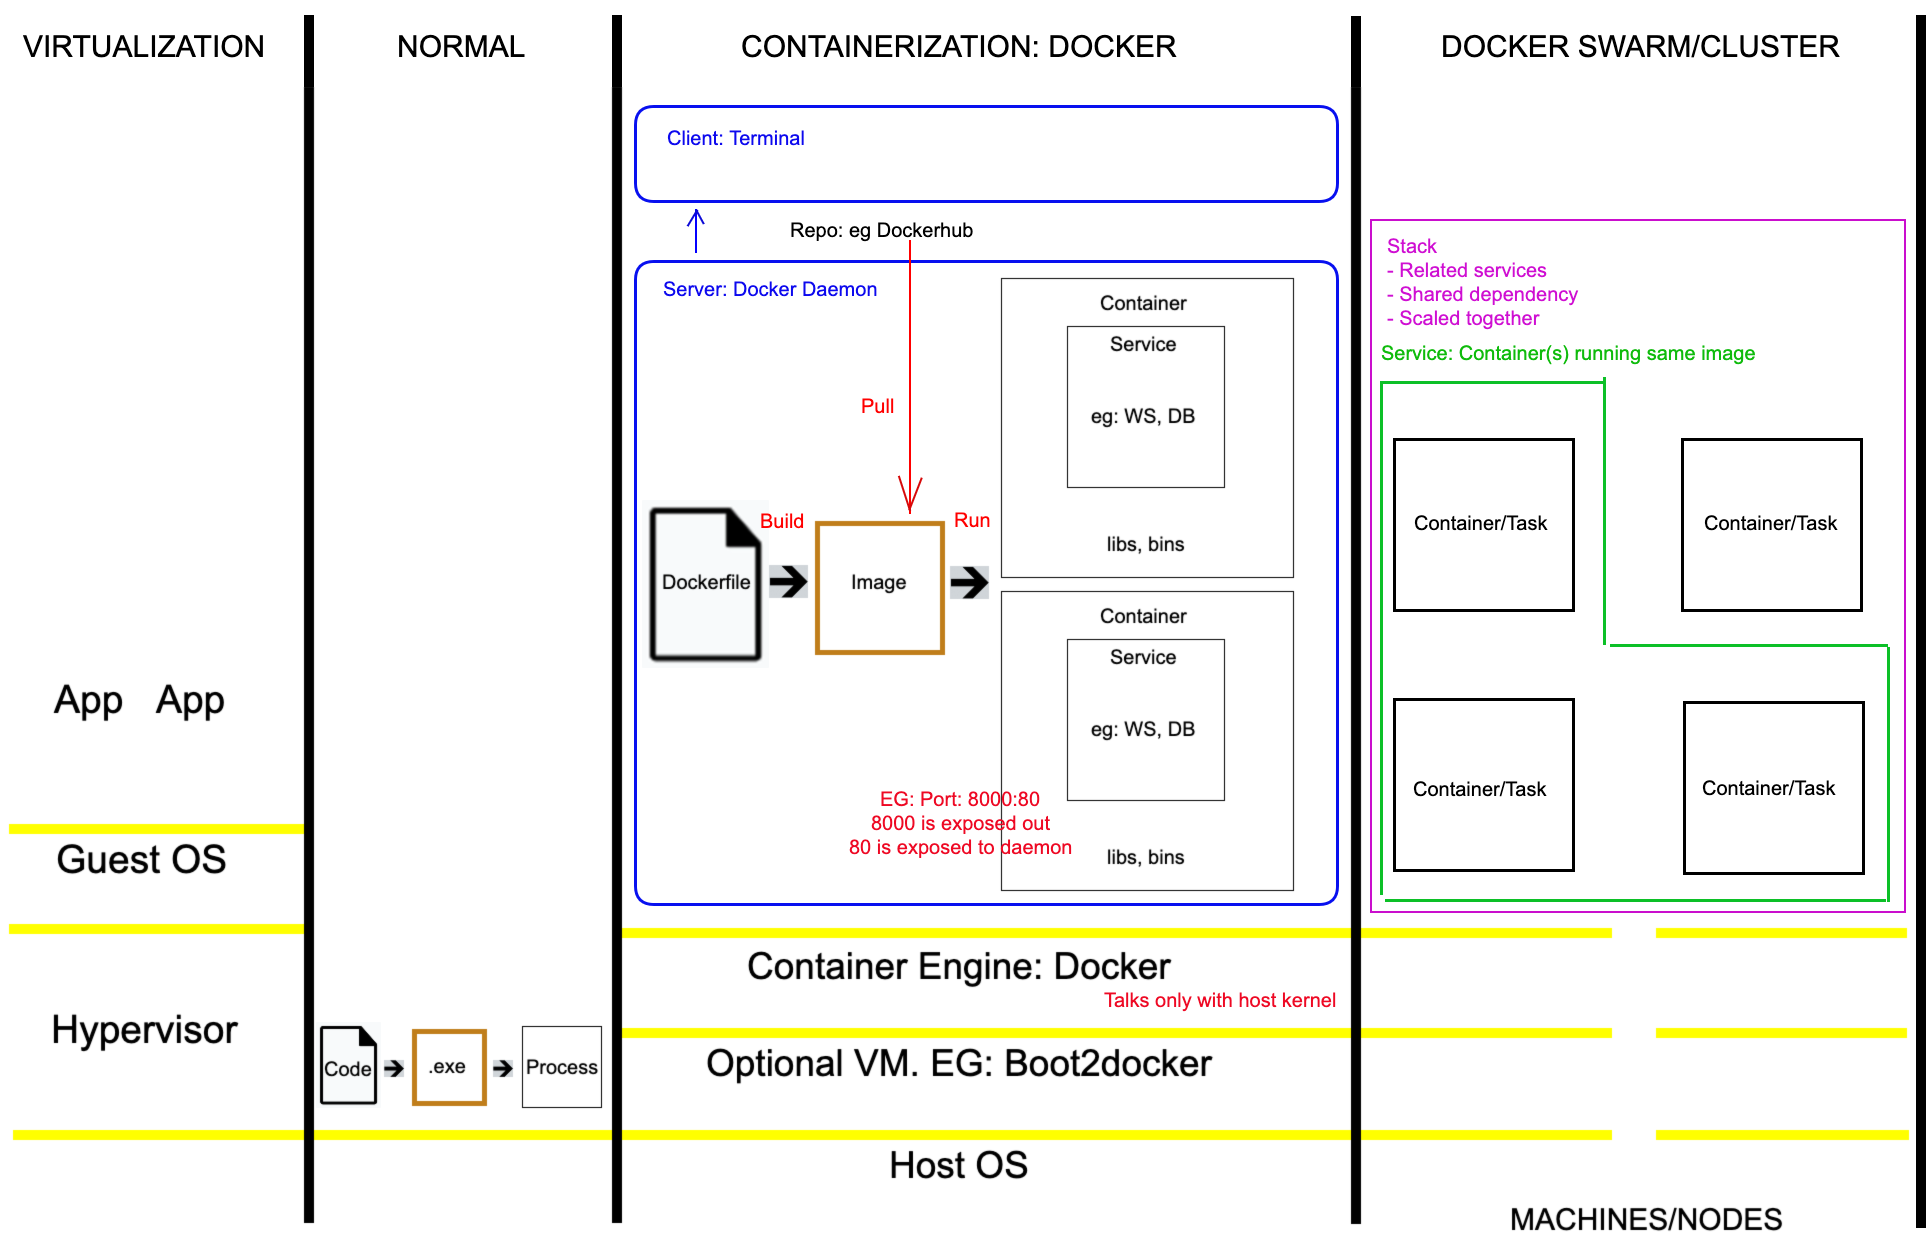 VIRTUALIZATION
NORMAL
CONTAINERIZATION: DOCKER
DOCKER SWARM/CLUSTER
App App
Guest OS
Hypervisor
Code
.exe
Process
Client: Terminal
Repo: eg Dockerhub
Server: Docker Daemon
Pull
Dockerfile
Build
Image
Run
Container
Service
eg: WS, DB
libs, bins
Container
Service
eg: WS, DB
libs, bins
EG: Port: 8000:80
8000 is exposed out
80 is exposed to daemon
Container Engine: Docker
Talks only with host kernel
Optional VM. EG: Boot2docker
Host OS
Stack
- Related services
- Shared dependency
- Scaled together
Service: Container(s) running same image
Container/Task
Container/Task
Container/Task
Container/Task
MACHINES/NODES